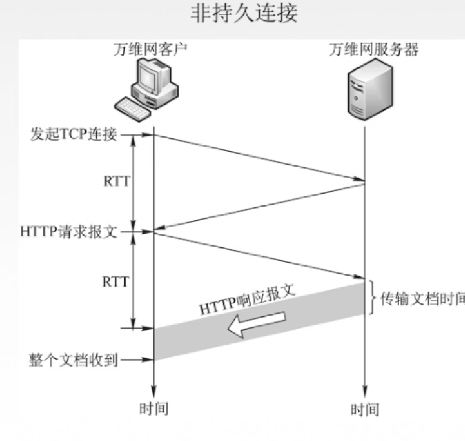 非持久连接
万维网客户
万维网服务器
发起TCP连接
RTT
HTTP请求报文
RTT
HTTP响应报文
传输文档时间
整个文档收到
时间
时间